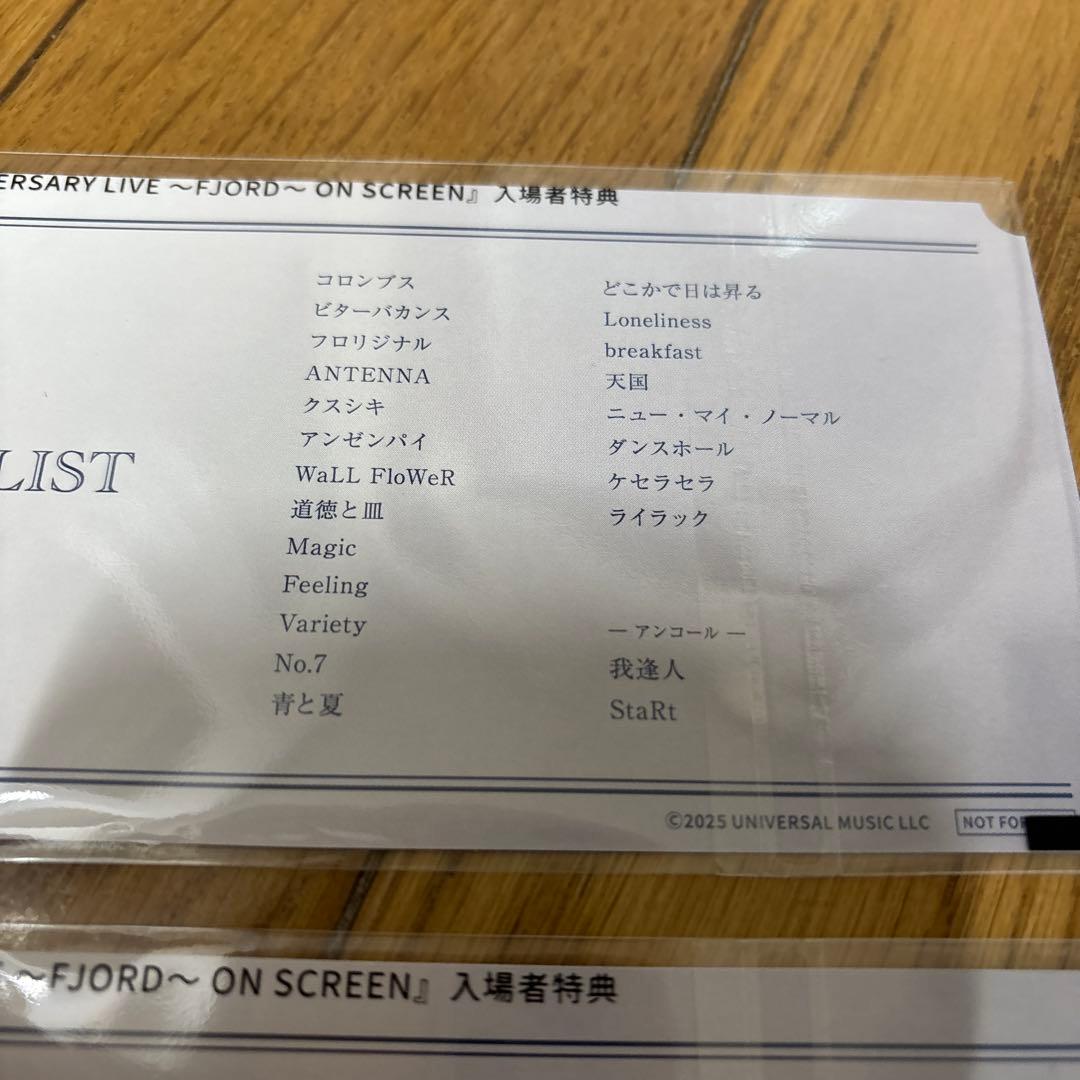 ERSARY LIVE ～FJORD～ ON SCREEN』 入場者特典
LIST
コロンブス
ビターバカンス
フロリジナル
ANTENNA
クスシキ
アンゼンパイ
WaLL FloWeR
道徳と皿
Magic
Feeling
Variety
No.7
青と夏
どこかで日は昇る
Loneliness
breakfast
天国
ニュー・マイ・ノーマル
ダンスホール
ケセラセラ
ライラック
― アンコール ―
我逢人
StaRt
©2025 UNIVERSAL MUSIC LLC
NOT FO
～FJORD～ ON SCREEN』 入場者特典